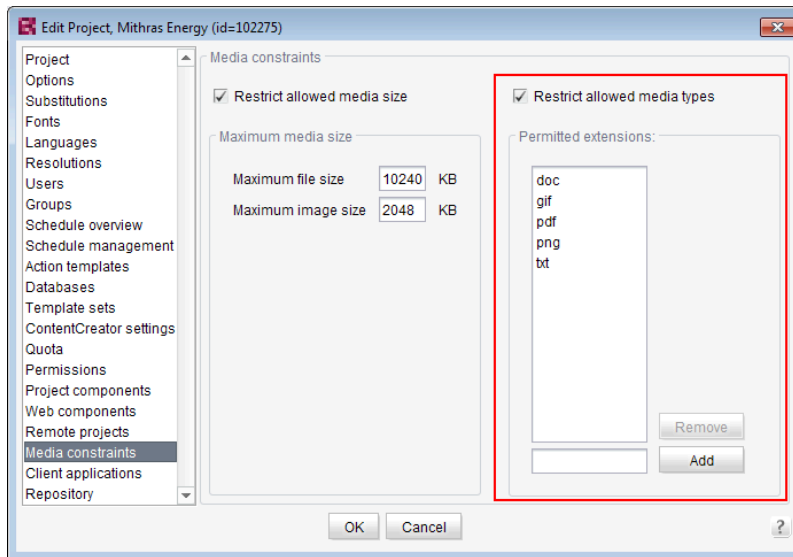 Edit Project, Mithras Energy (id=102275)
Project
Options
Substitutions
Fonts
Languages
Resolutions
Users
Groups
Schedule overview
Schedule management
Action templates
Databases
Template sets
ContentCreator settings
Quota
Permissions
Project components
Web components
Remote projects
Media constraints
Client applications
Repository
Media constraints
Restrict allowed media size
Maximum media size
Maximum file size 10240 KB
Maximum image size 2048 KB
Restrict allowed media types
Permitted extensions:
doc
gif
pdf
png
txt
Remove
Add
OK Cancel ?